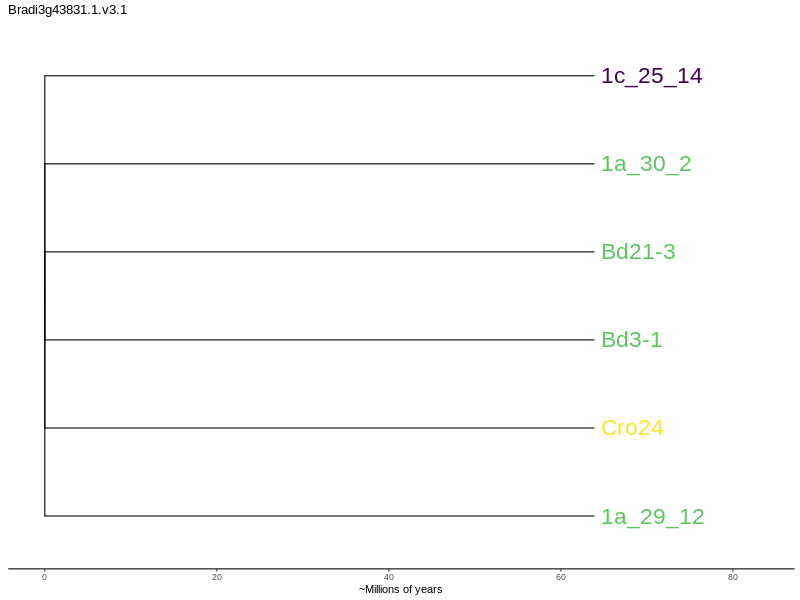 Bradi3g43831.1.v3.1
1c_25_14
1a_30_2
Bd21-3
Bd3-1
Cro24
1a_29_12
0 20 40 60 80
~Millions of years